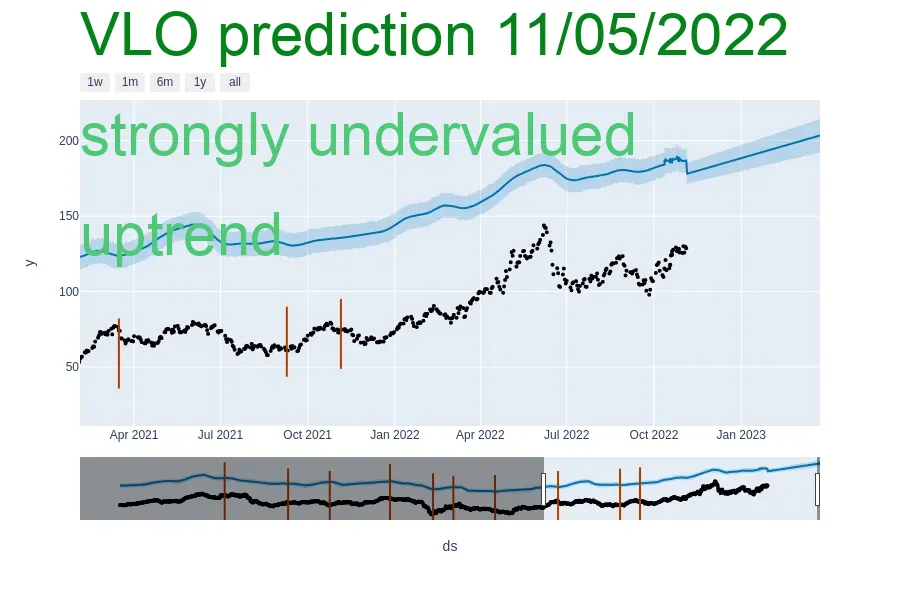 VLO prediction 11/05/2022
1w 1m 6m 1y all
strongly undervalued
uptrend
200
150
100
50
y
Apr 2021 Jul 2021 Oct 2021 Jan 2022 Apr 2022 Jul 2022 Oct 2022 Jan 2023
ds